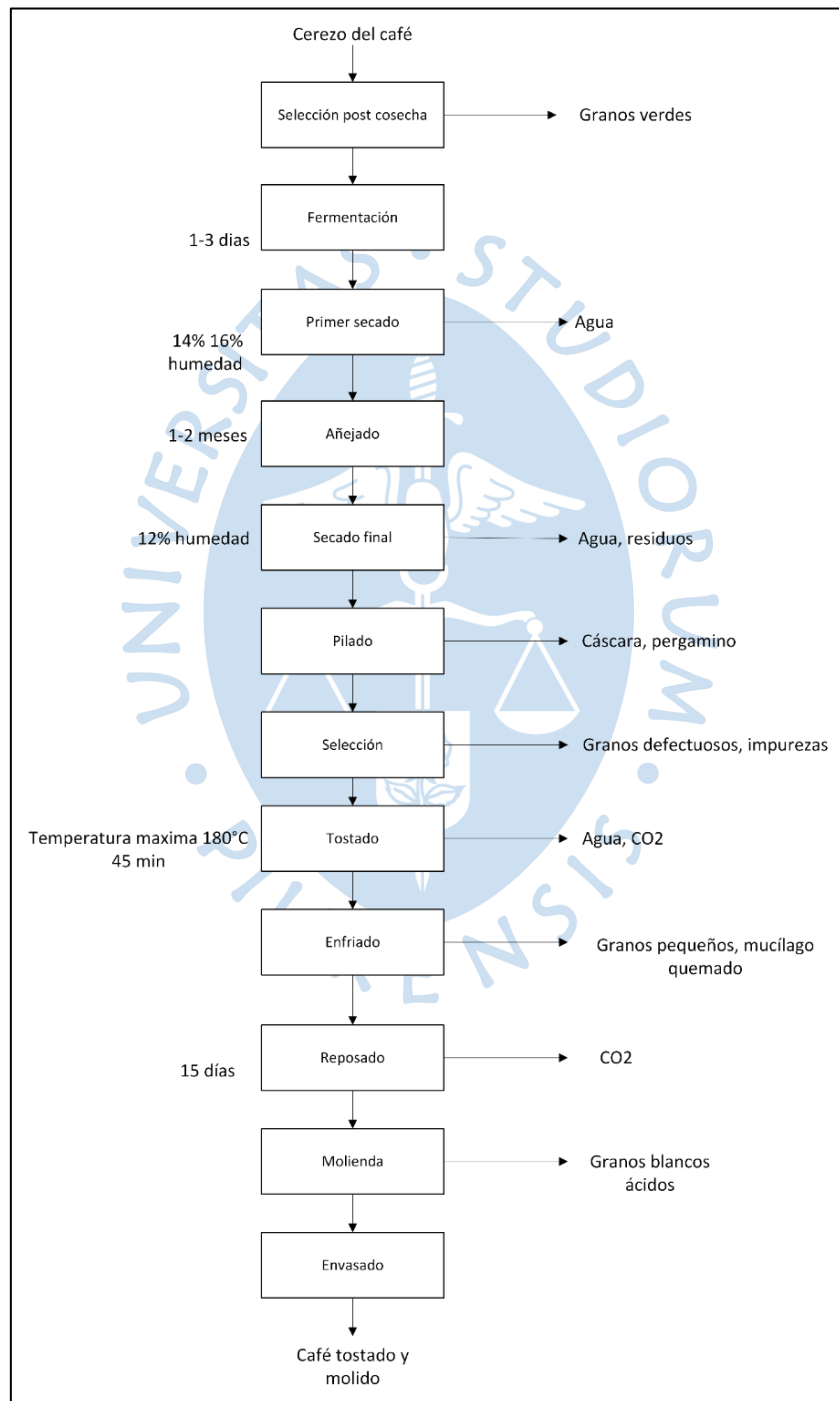 Cerezo del café
Selección post cosecha
Granos verdes
Fermentación
1-3 dias
Primer secado
Agua
14% 16%
humedad
Añejado
1-2 meses
Secado final
12% humedad
Agua, residuos
Pilado
Cáscara, pergamino
Selección
Granos defectuosos, impurezas
Temperatura maxima 180°C
45 min
Tostado
Agua, CO2
Enfriado
Granos pequeños, mucílago
quemado
Reposado
15 días
CO2
Molienda
Granos blancos
ácidos
Envasado
Café tostado y
molido
UNIVERSITAS · STUDIORUM · PIURENSIS ·